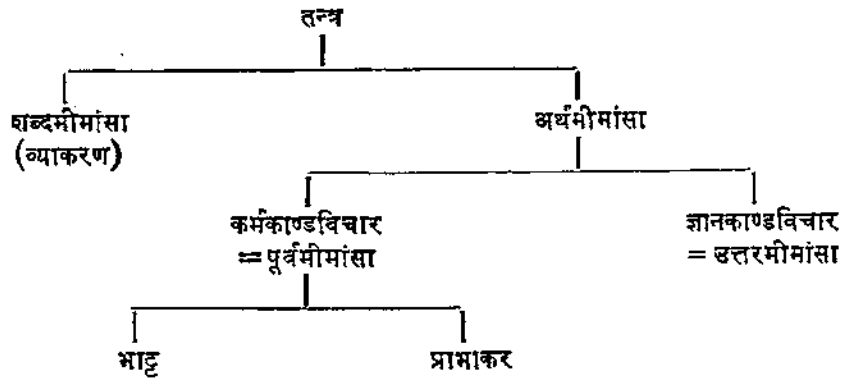 तन्त्र
शब्दमीमांसा
(व्याकरण)
अर्थमीमांसा
कर्मकाण्डविचार
= पूर्वमीमांसा
ज्ञानकाण्डविचार
= उत्तरमीमांसा
भाट्ट
प्राभाकर